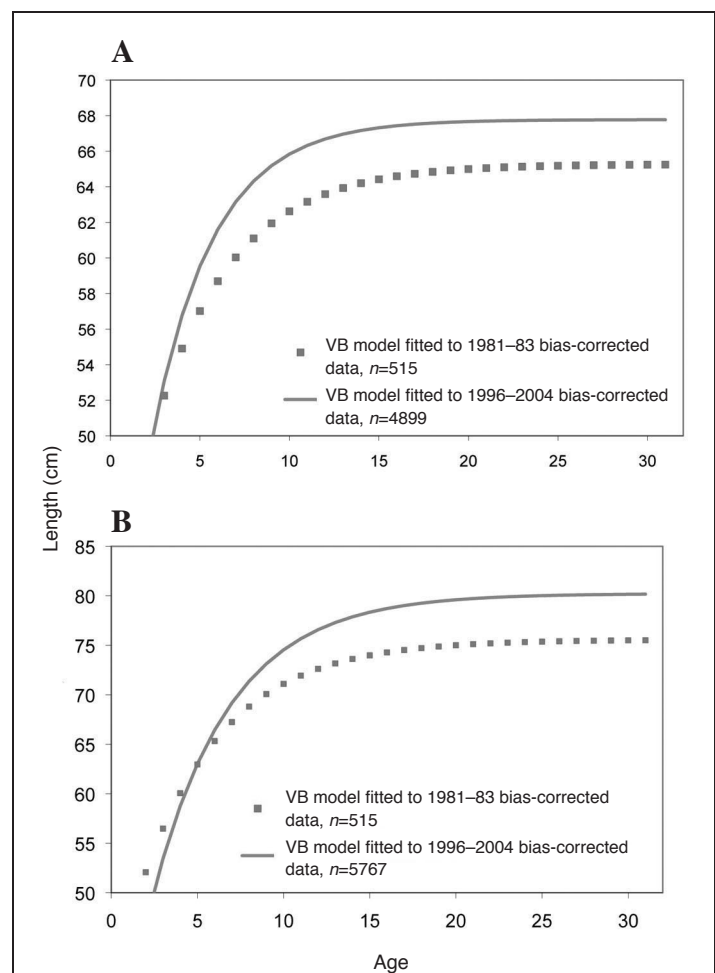 A
70
68
66
64
62
60
58
56
54
52
50
VB model fitted to 1981–83 bias-corrected
data, n=515
VB model fitted to 1996–2004 bias-corrected
data, n=4899
0 5 10 15 20 25 30
Length (cm)
B
85
80
75
70
65
60
55
50
VB model fitted to 1981–83 bias-corrected
data, n=515
VB model fitted to 1996–2004 bias-corrected
data, n=5767
0 5 10 15 20 25 30
Age